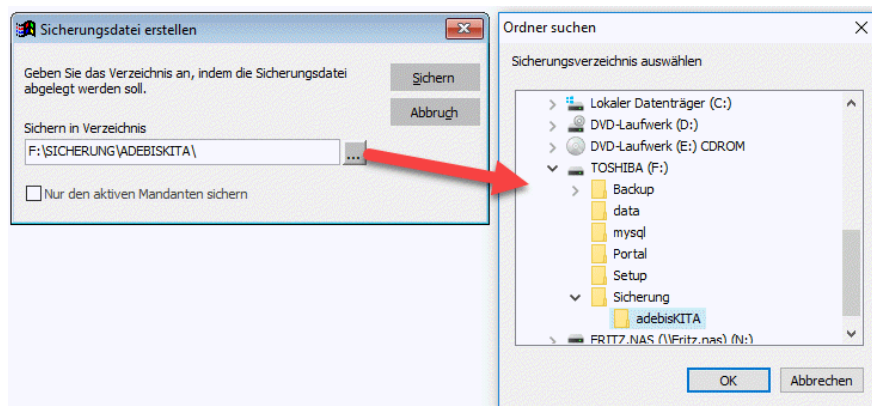 Sicherungsdatei erstellen
Geben Sie das Verzeichnis an, indem die Sicherungsdatei
abgelegt werden soll.
Sichern
Abbruch
Sichern in Verzeichnis
F:\SICHERUNG\ADEBISKITA\
...
Nur den aktiven Mandanten sichern
Ordner suchen
Sicherungsverzeichnis auswählen
Lokaler Datenträger (C:)
DVD-Laufwerk (D:)
DVD-Laufwerk (E:) CDROM
TOSHIBA (F:)
Backup
data
mysql
Portal
Setup
Sicherung
adebisKITA
FRITZ.NAS (\\Fritz.nas) (N:)
OK
Abbrechen